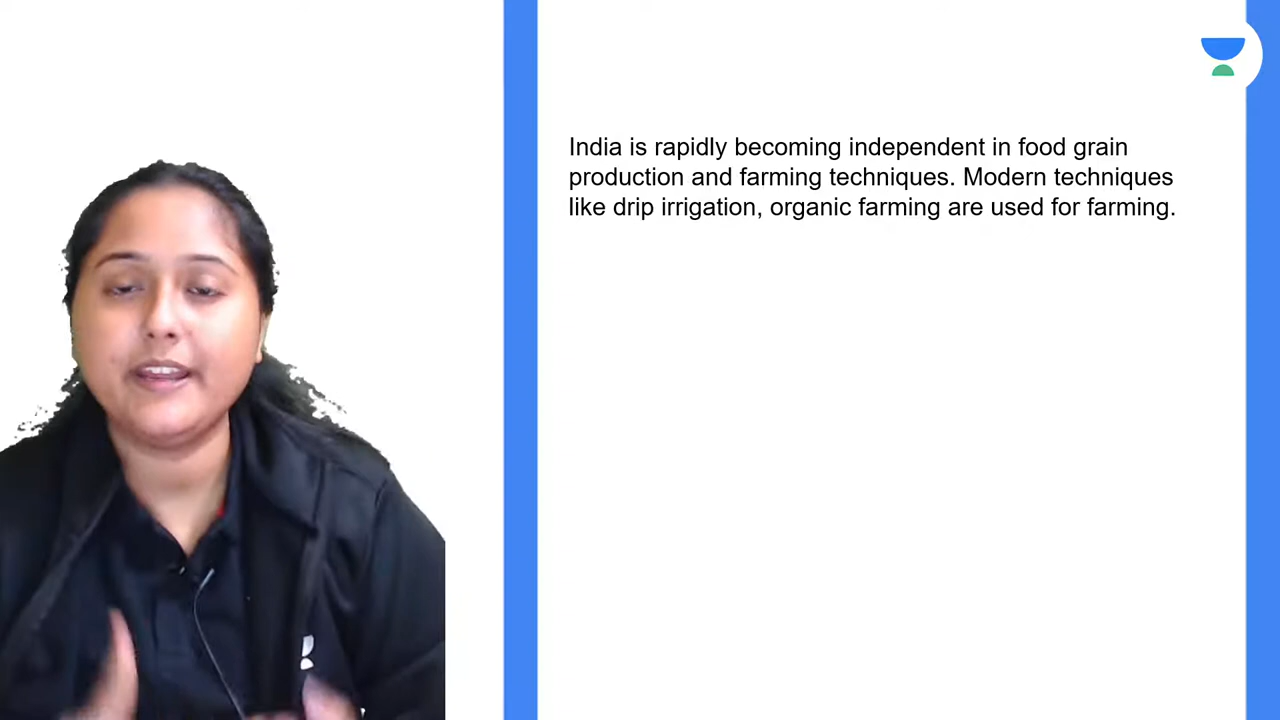 India is rapidly becoming independent in food grain
production and farming techniques. Modern techniques
like drip irrigation, organic farming are used for farming.